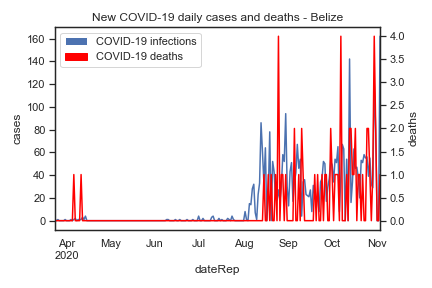 New COVID-19 daily cases and deaths - Belize
COVID-19 infections
COVID-19 deaths
160
140
120
100
80
60
40
20
0
cases
4.0
3.5
3.0
2.5
2.0
1.5
1.0
0.5
0.0
deaths
Apr May Jun Jul Aug Sep Oct Nov
2020
dateRep